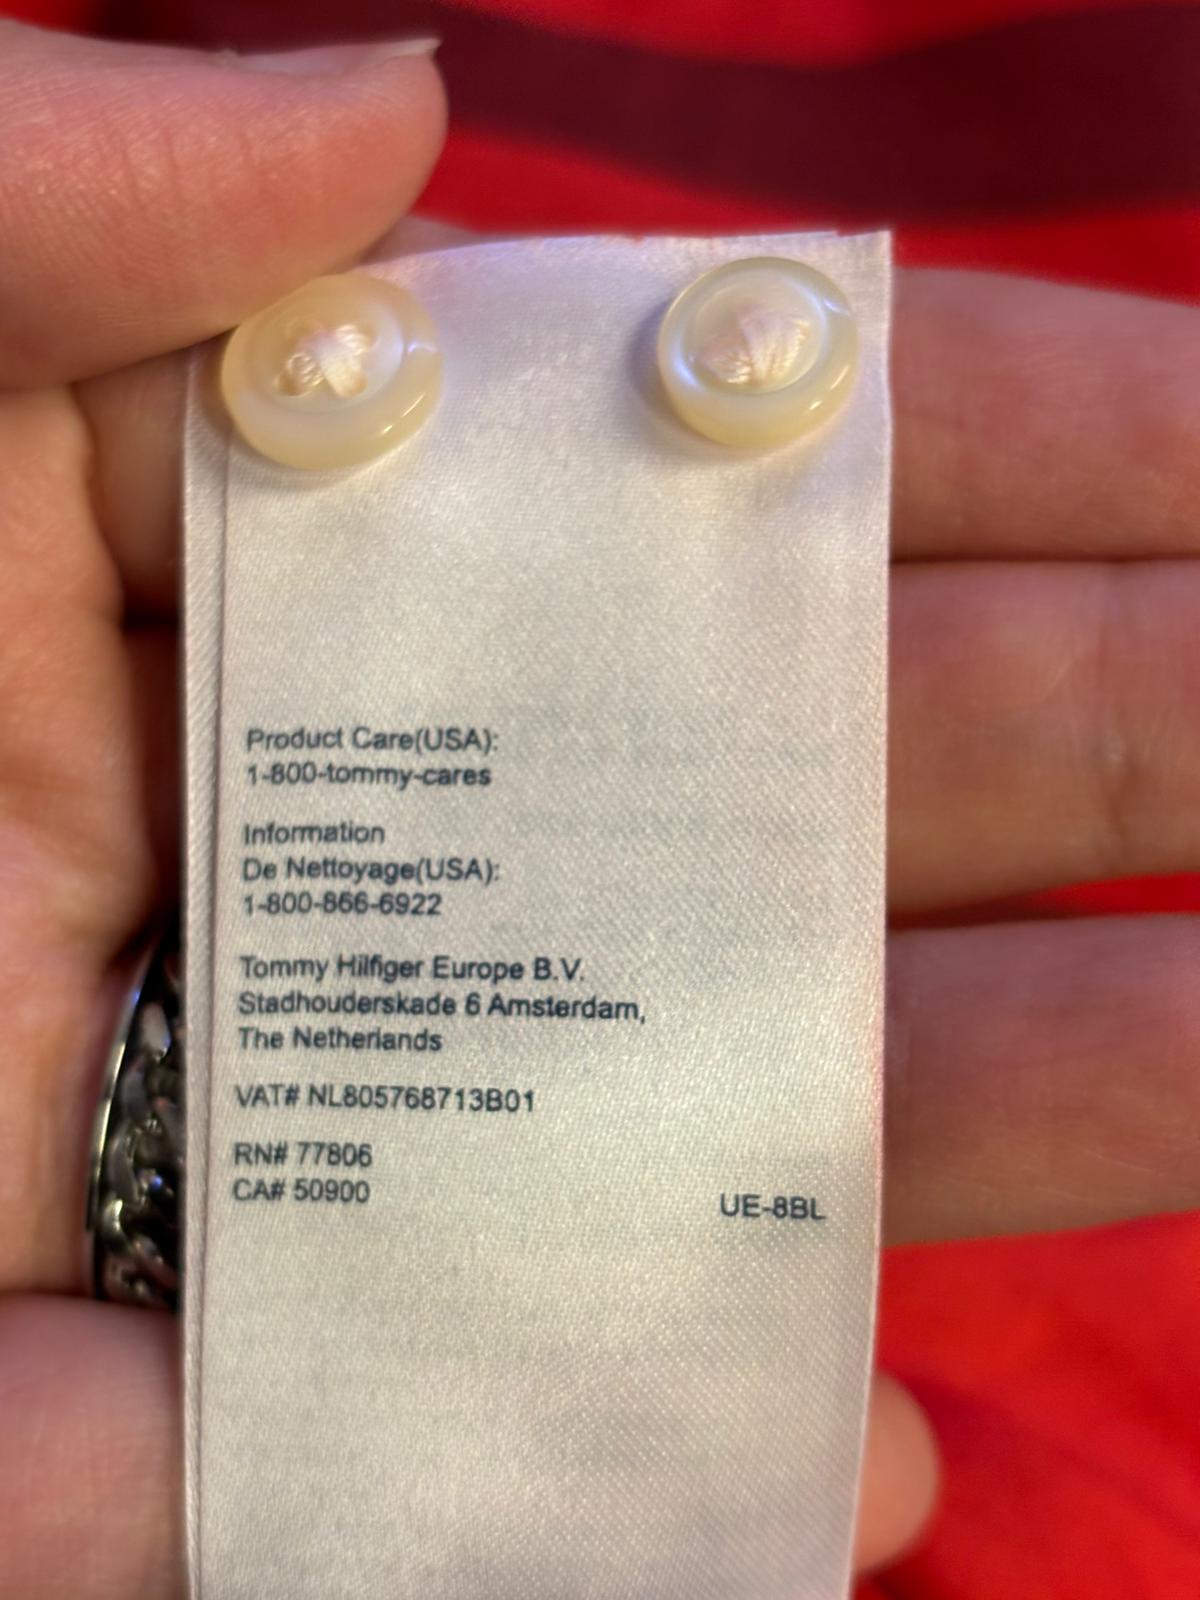 Product Care(USA):
1-800-tommy-cares
Information
De Nettoyage(USA):
1-800-866-6922
Tommy Hilfiger Europe B.V.
Stadhouderskade 6 Amsterdam,
The Netherlands
VAT# NL805768713B01
RN# 77806
CA# 50900
UE-8BL